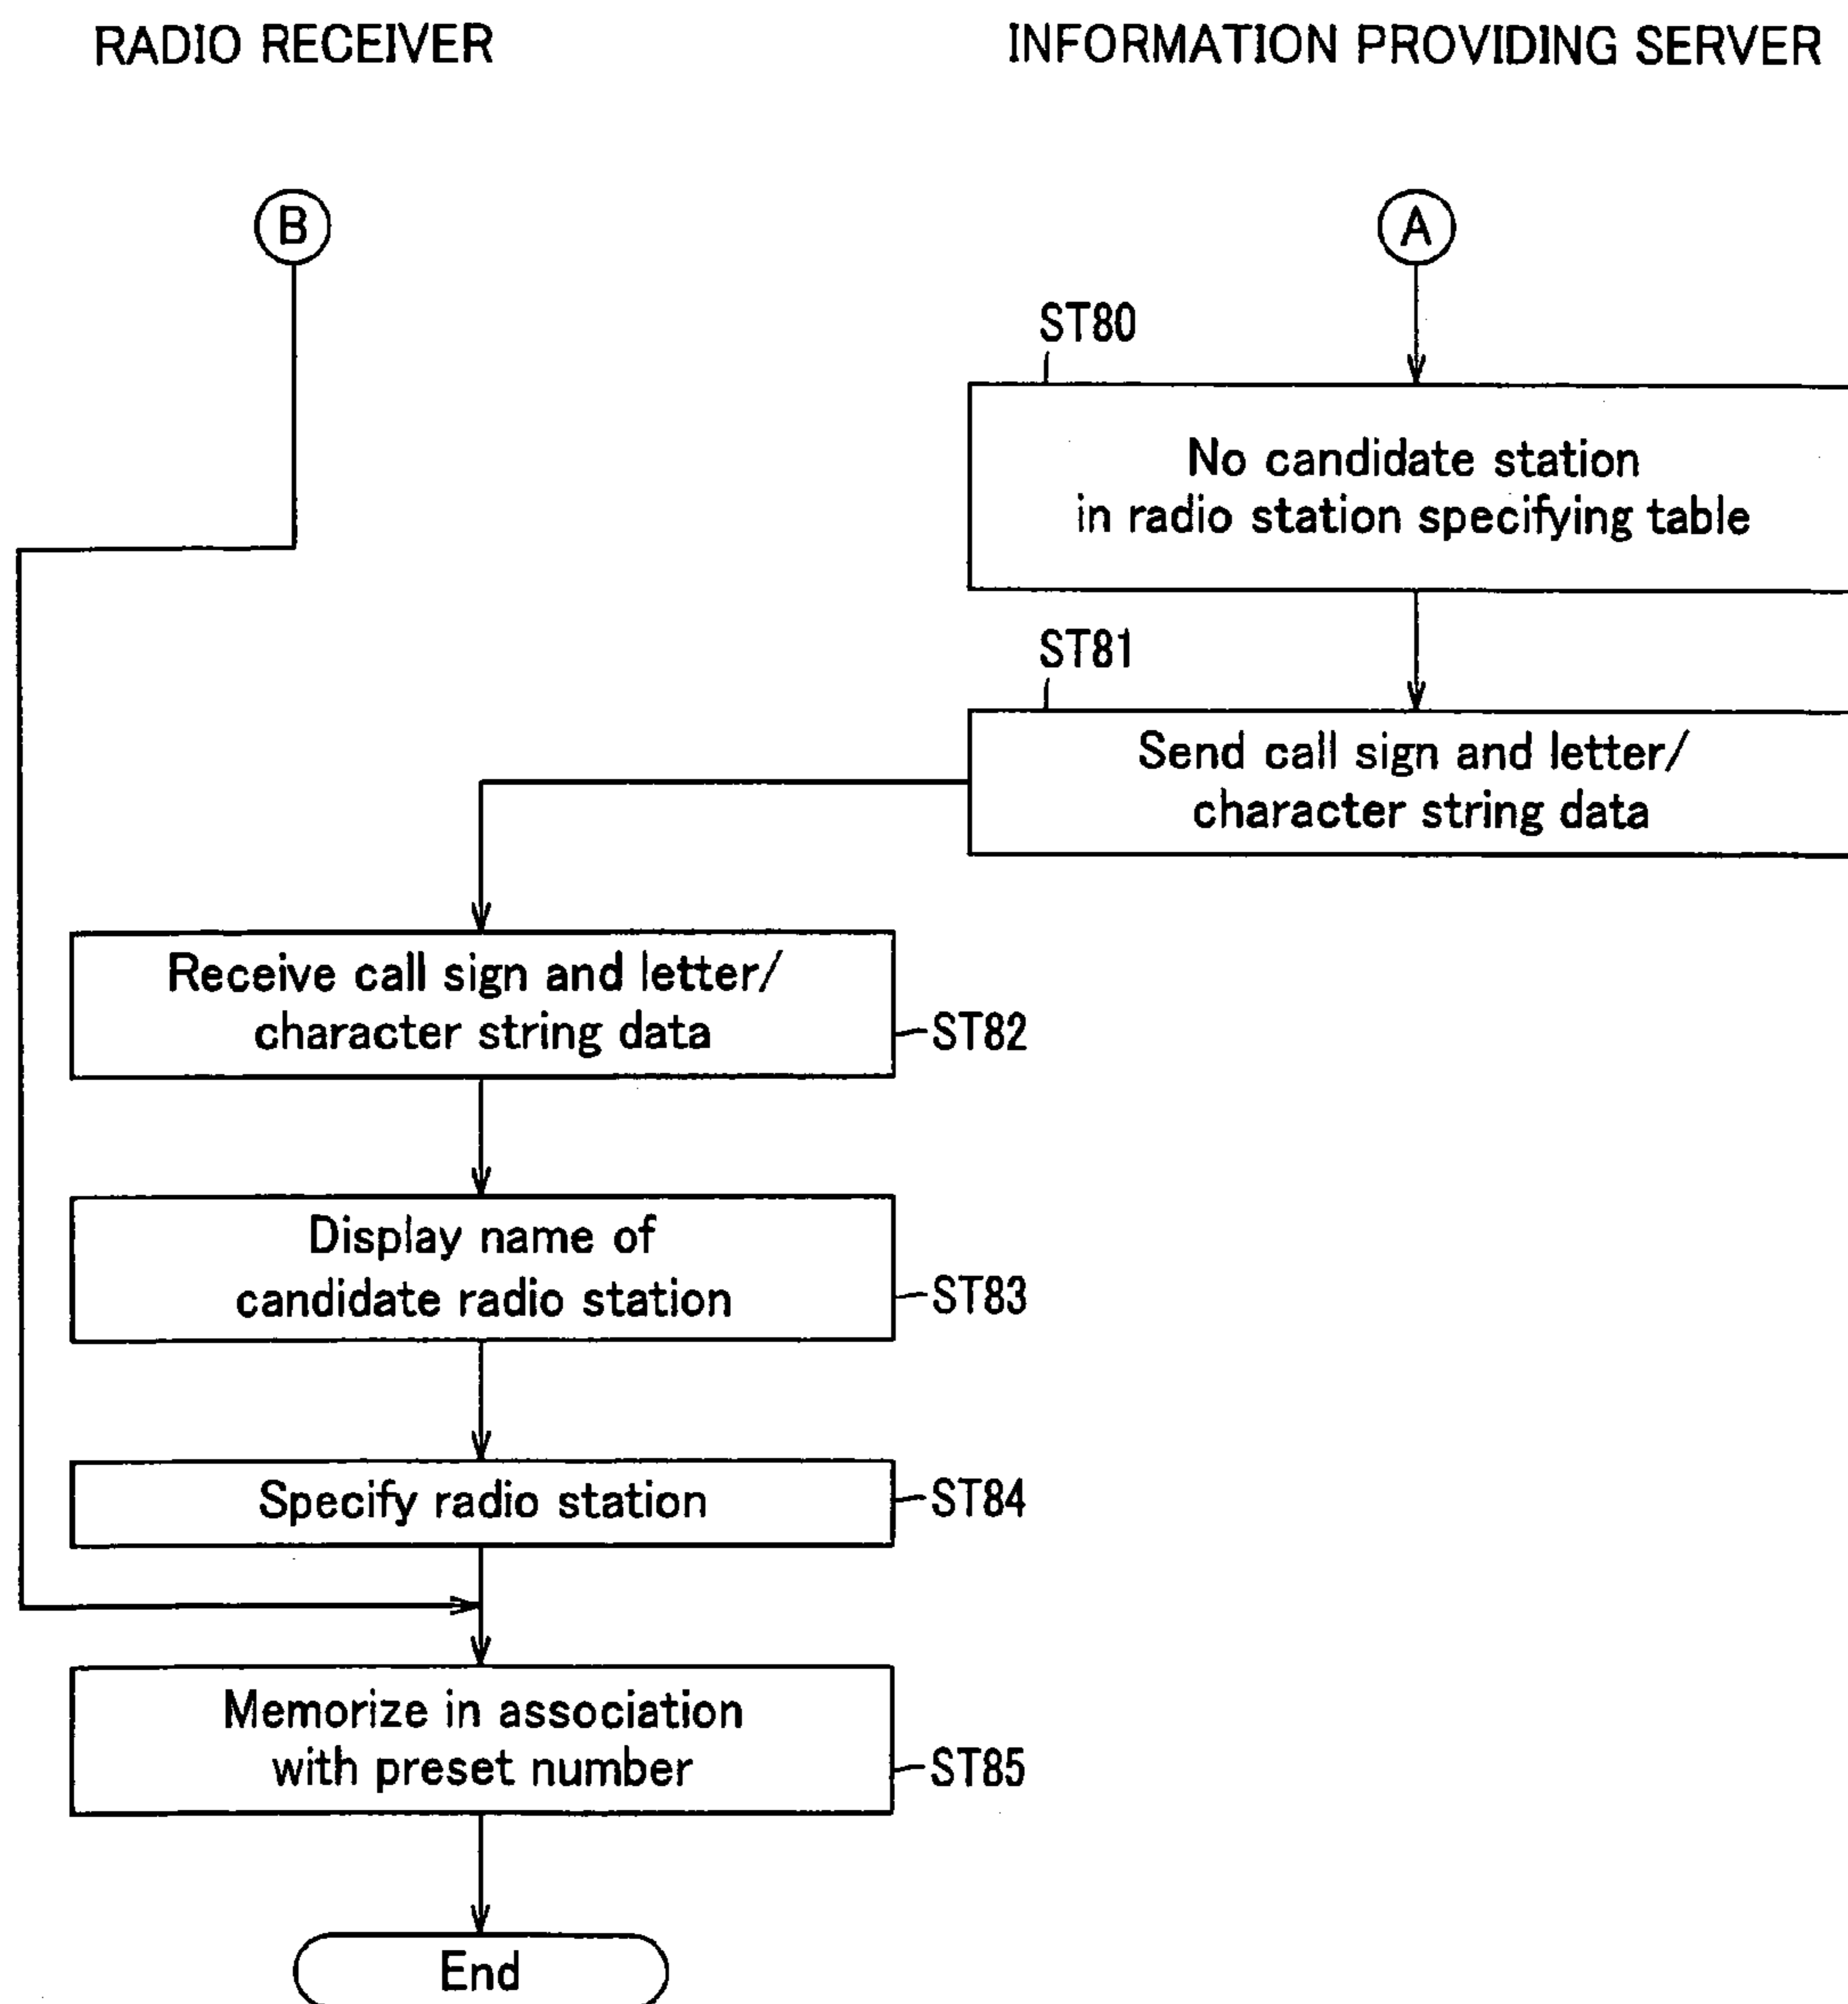 RADIO RECEIVER
INFORMATION PROVIDING SERVER
B
A
ST80
No candidate station
in radio station specifying table
ST81
Send call sign and letter/
character string data
Receive call sign and letter/
character string data
ST82
Display name of
candidate radio station
ST83
Specify radio station
ST84
Memorize in association
with preset number
ST85
End